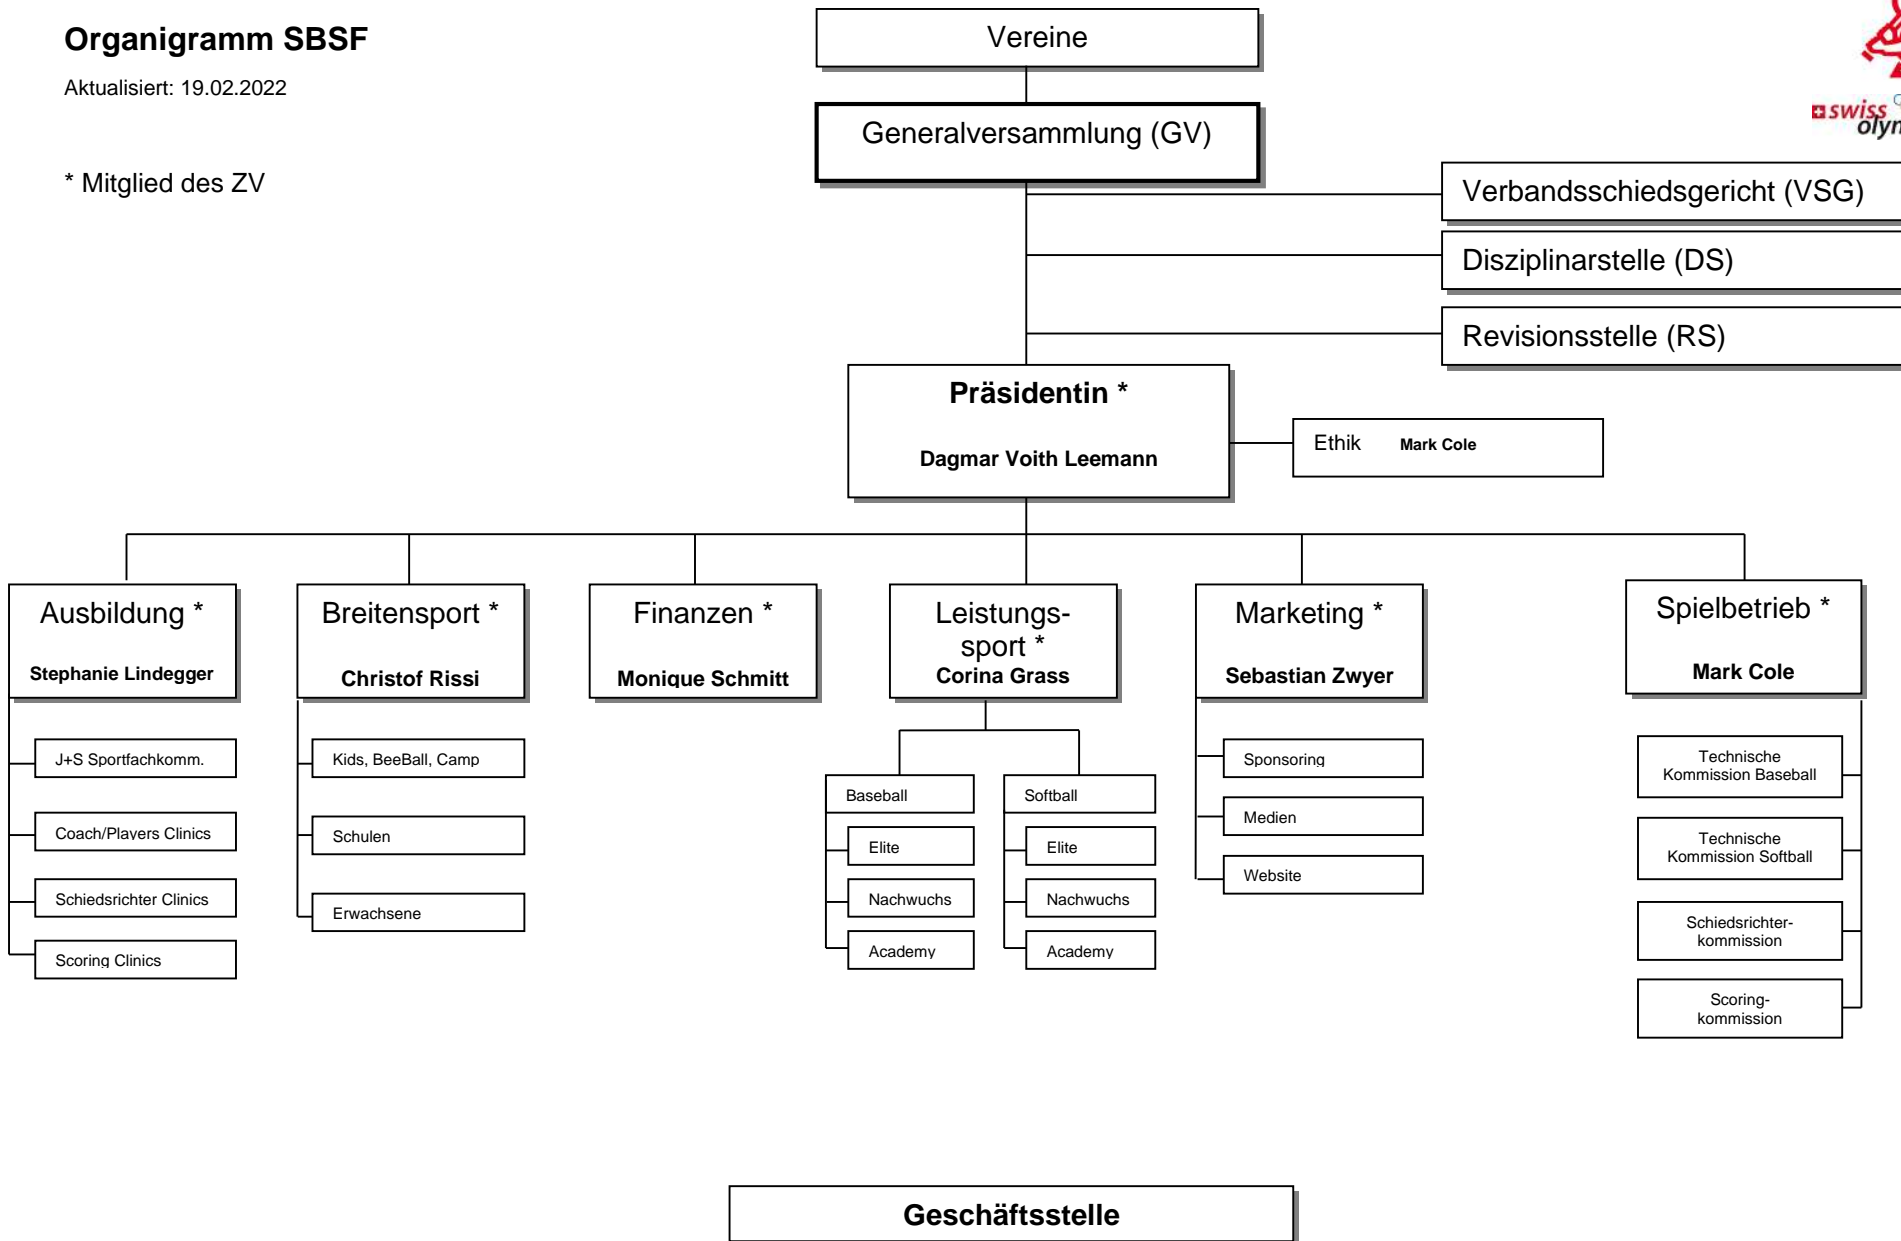 Organigramm SBSF
Aktualisiert: 19.02.2022
* Mitglied des ZV
Vereine
Generalversammlung (GV)
swiss
Verbandsschiedsgericht (VSG)
Disziplinarstelle (DS)
Revisionsstelle (RS)
Präsidentin *
Dagmar Voith Leemann
Ethik Mark Cole
Ausbildung *
Stephanie Lindegger
J+S Sportfachkomm.
Coach/Players Clinics
Schiedsrichter Clinics
Scoring Clinics
Breitensport *
Christof Rissi
Kids, BeeBall, Camp
Schulen
Erwachsene
Finanzen *
Monique Schmitt
Leistungs-
sport *
Corina Grass
Baseball
Elite
Nachwuchs
Academy
Softball
Elite
Nachwuchs
Academy
Marketing *
Sebastian Zwyer
Sponsoring
Medien
Website
Spielbetrieb *
Mark Cole
Technische
Kommission Baseball
Technische
Kommission Softball
Schiedsrichter-
kommission
Scoring-
kommission
Geschäftsstelle